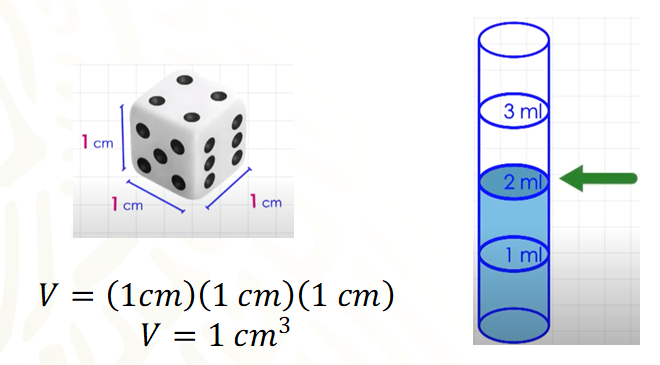 1 cm
1 cm
1 cm
V = (1cm)(1 cm)(1 cm)
V = 1 cm³
3 ml
2 ml
1 ml